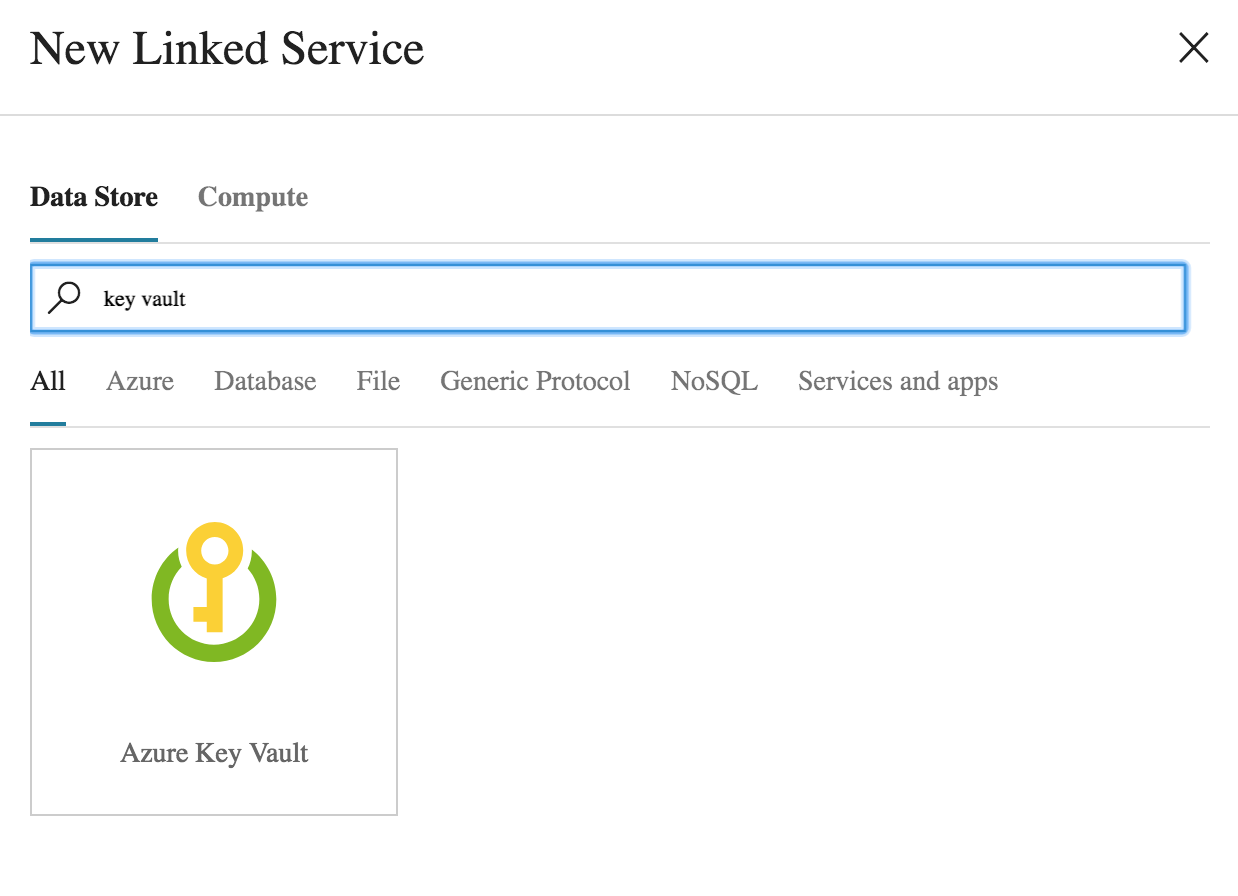 New Linked Service
Data Store Compute
key vault
All Azure Database File Generic Protocol NoSQL Services and apps
Azure Key Vault